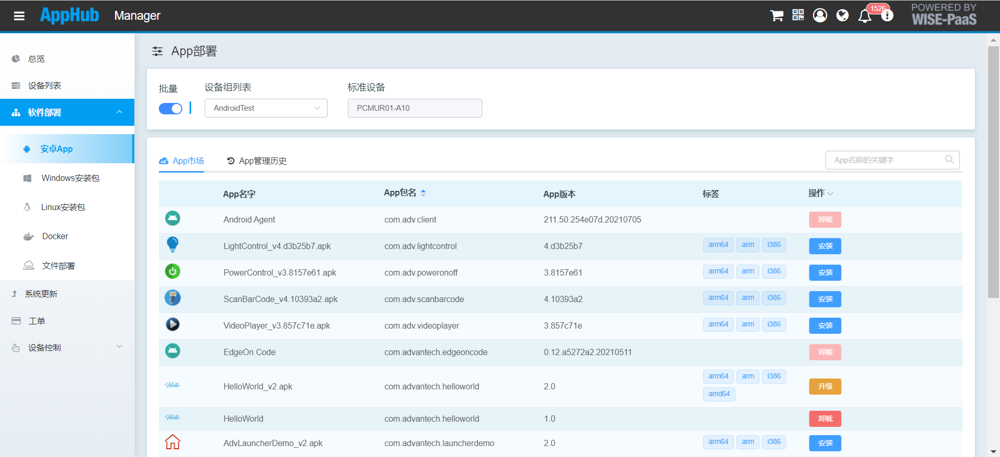 AppHub Manager 1526 POWERED BY
WISE-PaaS
总览
设备列表
软件部署
安卓App
Windows安装包
Linux安装包
Docker
文件部署
系统更新
工单
设备控制
App部署
批量 设备组列表 标准设备
AndroidTest PCMUR01-A10
App市场 App管理历史 App名称的关键字
App名字 App包名 App版本 标签 操作
Android Agent com.adv.client 211.50.254e07d.20210705 卸载
LightControl_v4.d3b25b7.apk com.adv.lightcontrol 4.d3b25b7 arm64 arm i386 安装
PowerControl_v3.8157e61.apk com.adv.poweronoff 3.8157e61 arm64 arm i386 安装
ScanBarCode_v4.10393a2.apk com.adv.scanbarcode 4.10393a2 arm64 arm i386 安装
VideoPlayer_v3.857c71e.apk com.adv.videoplayer 3.857c71e arm64 arm i386 安装
EdgeOn Code com.advantech.edgeoncode 0.12.a5272a2.20210511 卸载
Hello HelloWorld_v2.apk com.advantech.helloworld 2.0 arm64 arm i386 amd64 升级
Hello HelloWorld com.advantech.helloworld 1.0 卸载
AdvLauncherDemo_v2.apk com.advantech.launcherdemo 2.0 arm64 arm i386 安装